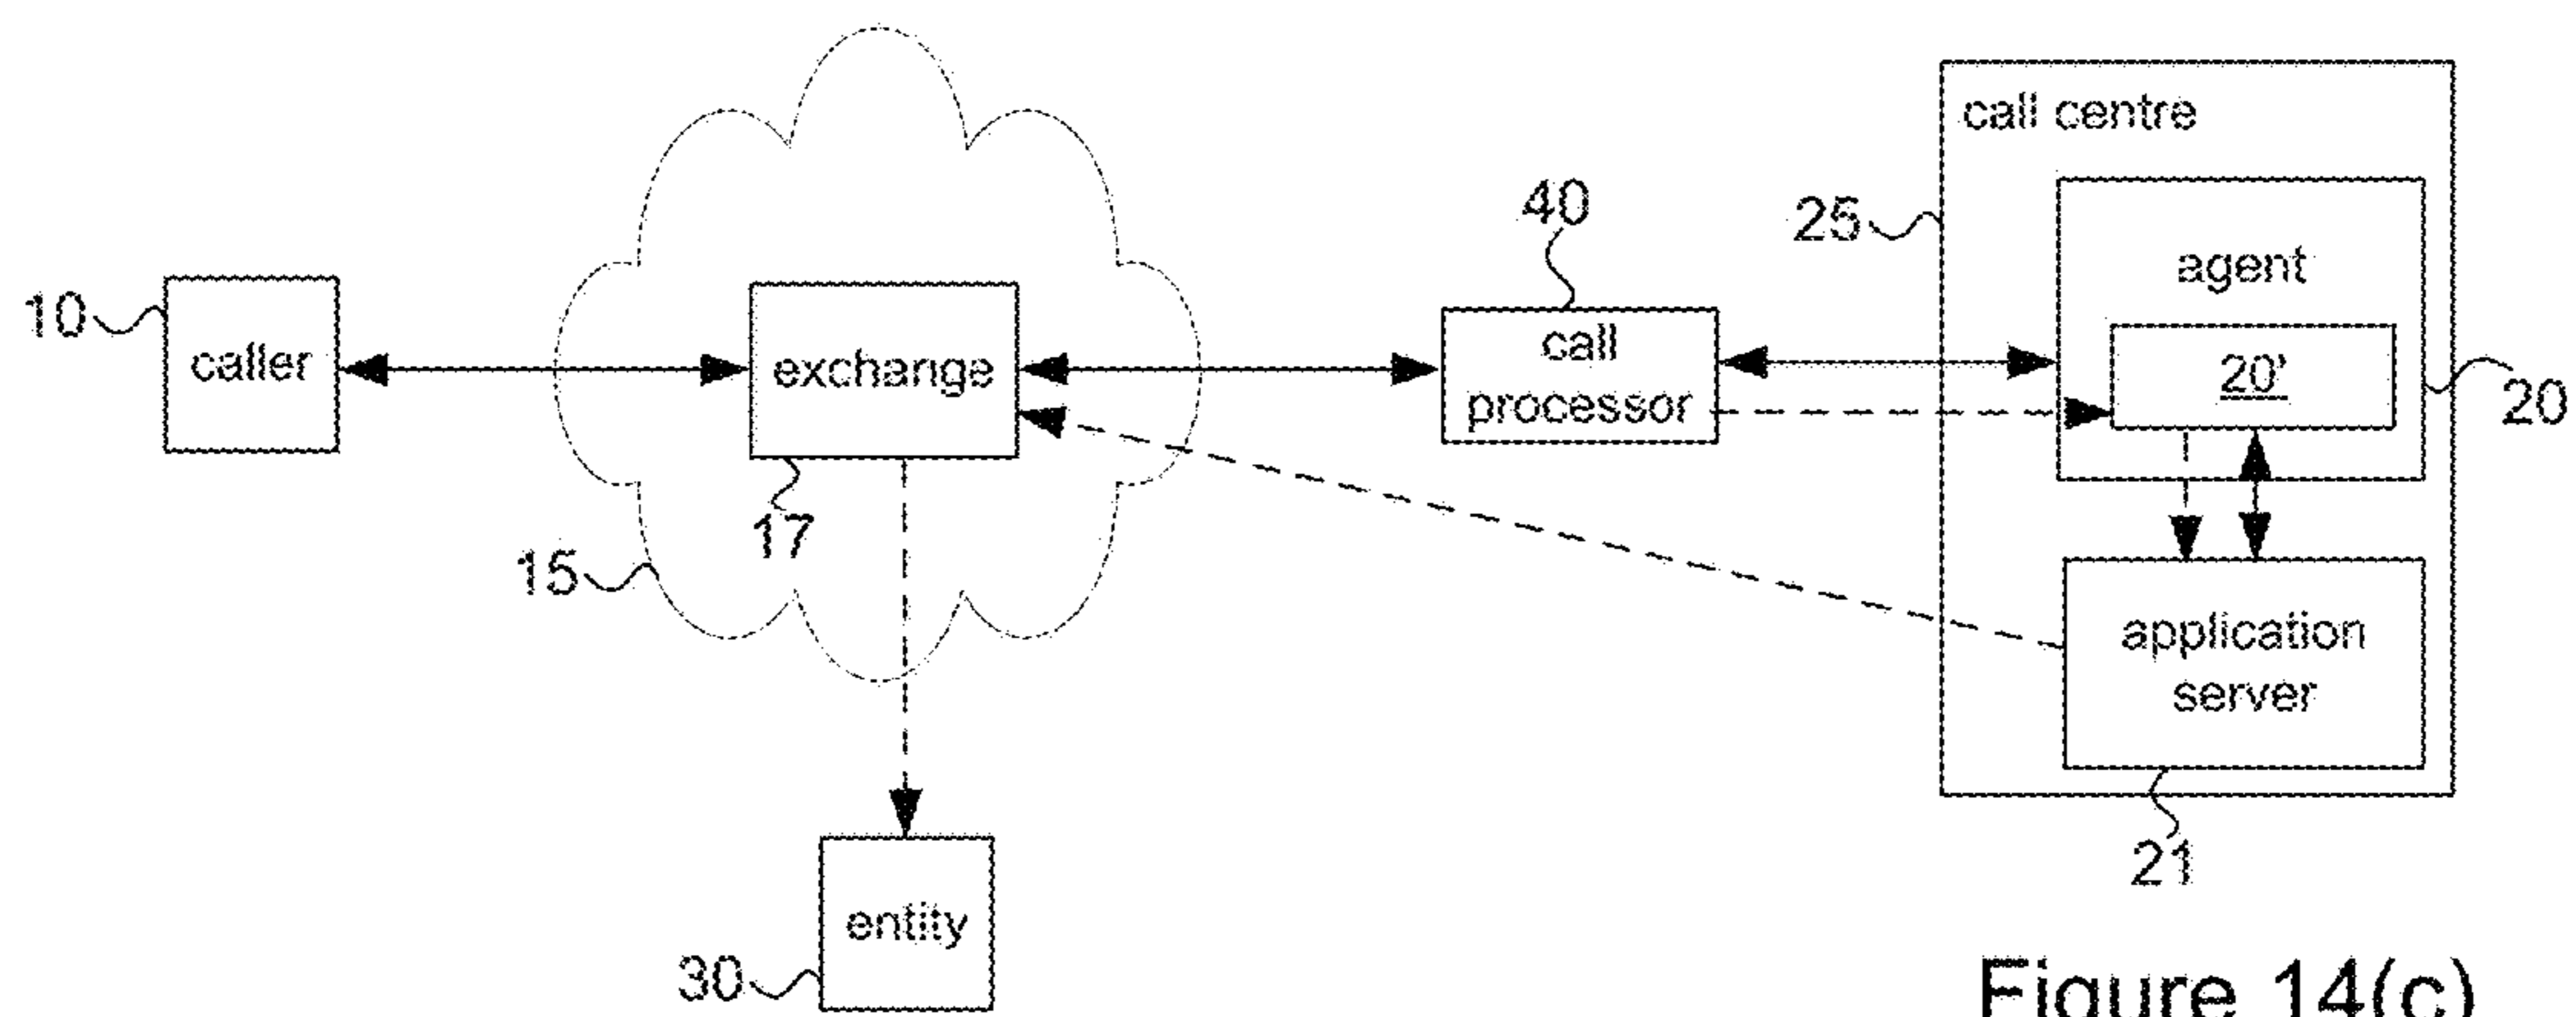 call centre
40
25
agent
10
caller
exchange
call
processor
20'
20
17
15
application
server
21
entity
30
Figure 14(c)